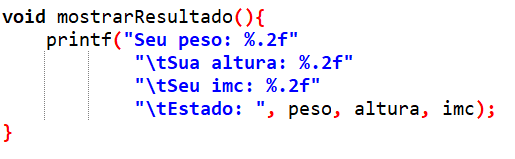 void mostrarResultado(){
    printf("Seu peso: %.2f"
           "\tSua altura: %.2f"
           "\tSeu imc: %.2f"
           "\tEstado: ", peso, altura, imc);
}